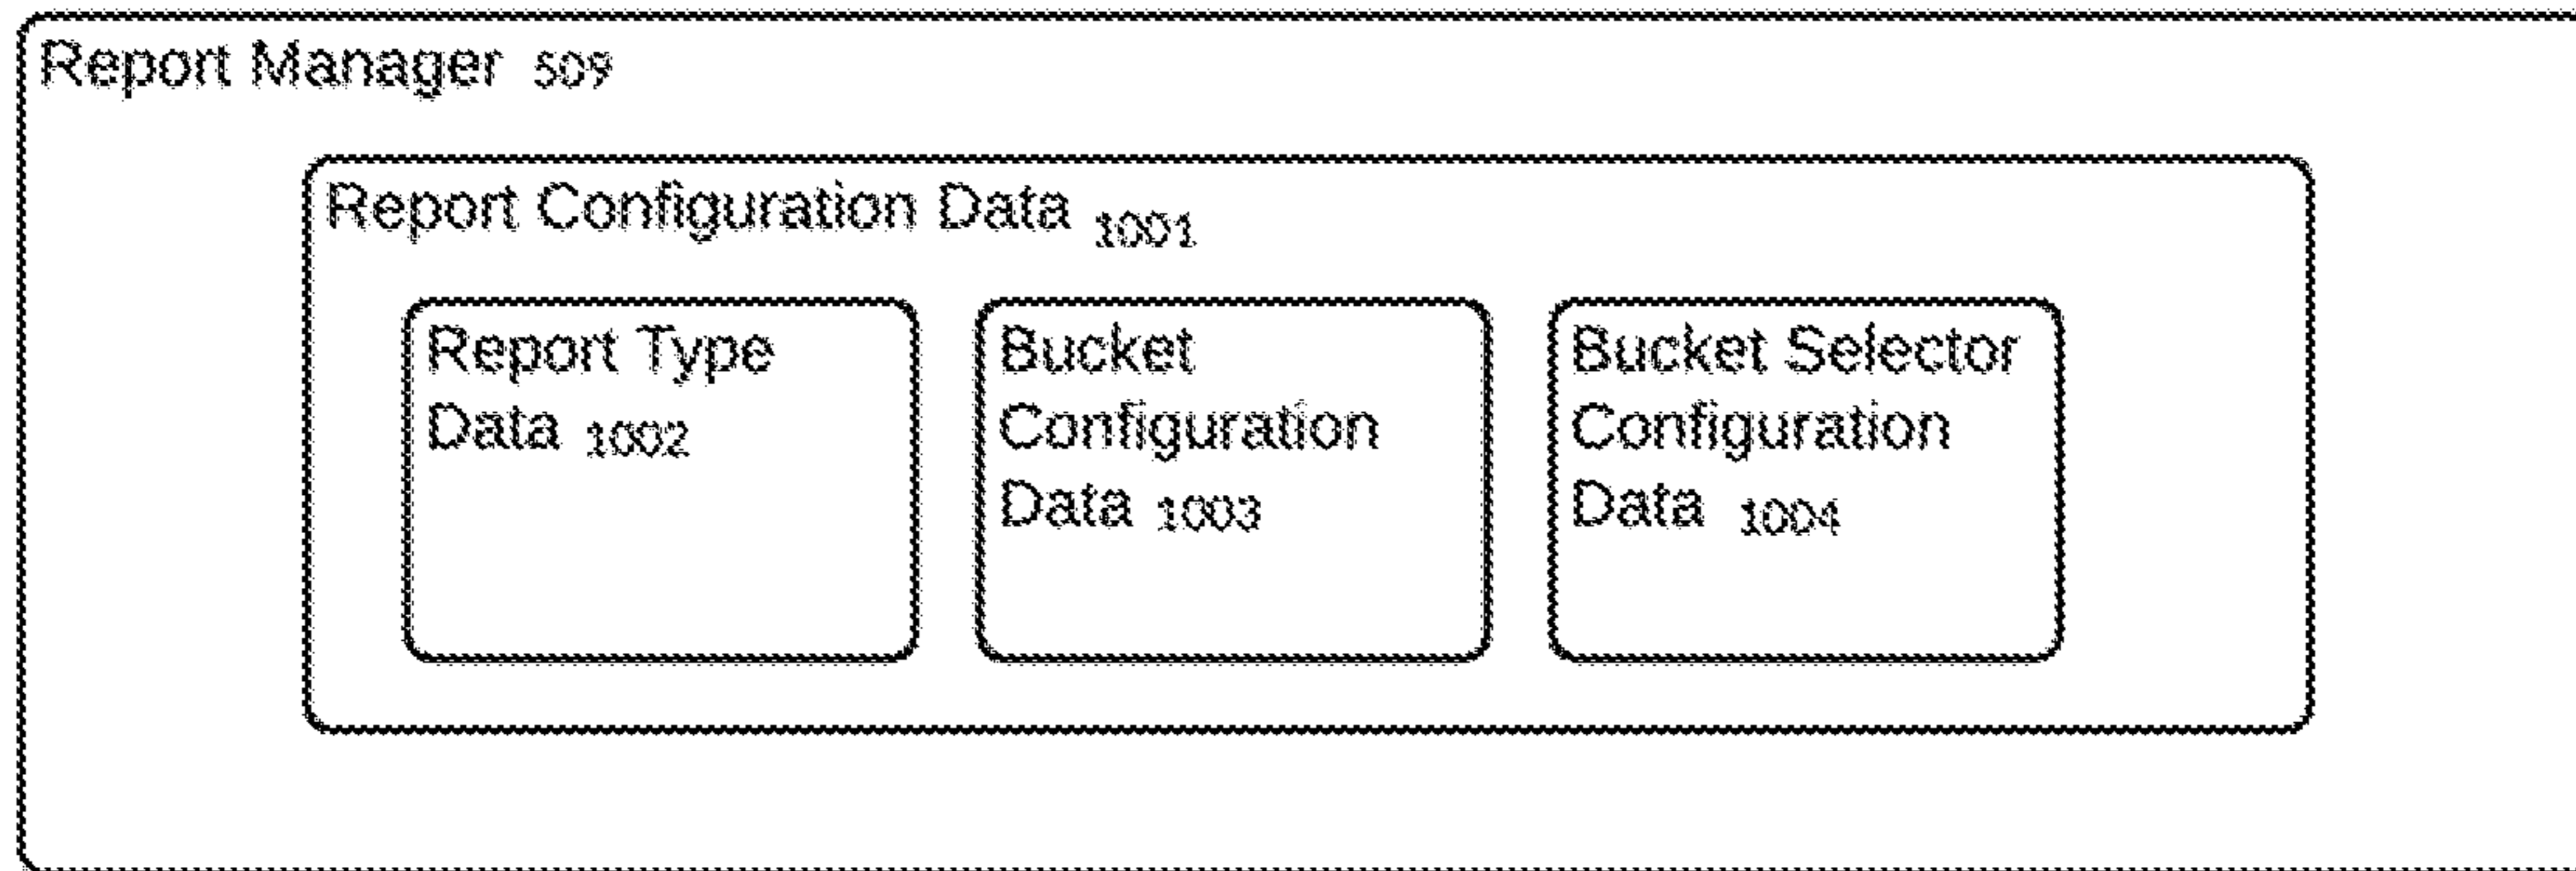 Report Manager 509
Report Configuration Data 1001
Report Type
Data 1002
Bucket
Configuration
Data 1003
Bucket Selector
Configuration
Data 1004